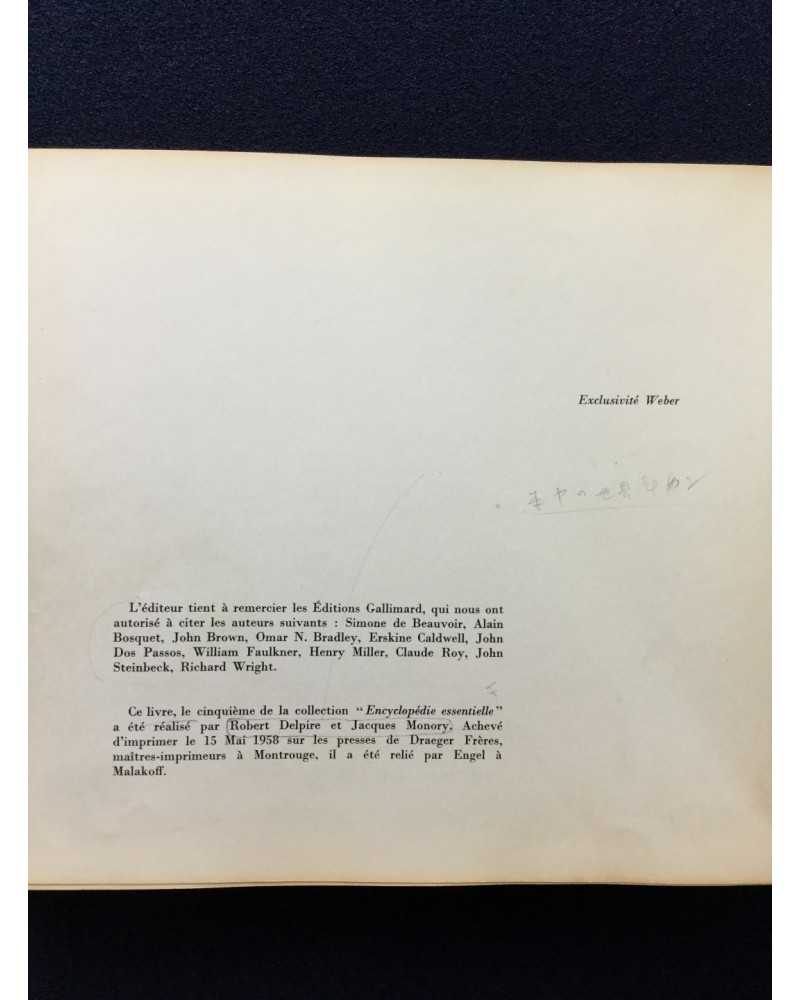 Exclusivité Weber
L'éditeur tient à remercier les Éditions Gallimard, qui nous ont
autorisé à citer les auteurs suivants : Simone de Beauvoir, Alain
Bosquet, John Brown, Omar N. Bradley, Erskine Caldwell, John
Dos Passos, William Faulkner, Henry Miller, Claude Roy, John
Steinbeck, Richard Wright.
Ce livre, le cinquième de la collection “Encyclopédie essentielle”
a été réalisé par Robert Delpire et Jacques Monory. Achevé
d'imprimer le 15 Mai 1958 sur les presses de Draeger Frères,
maîtres-imprimeurs à Montrouge, il a été relié par Engel à
Malakoff.